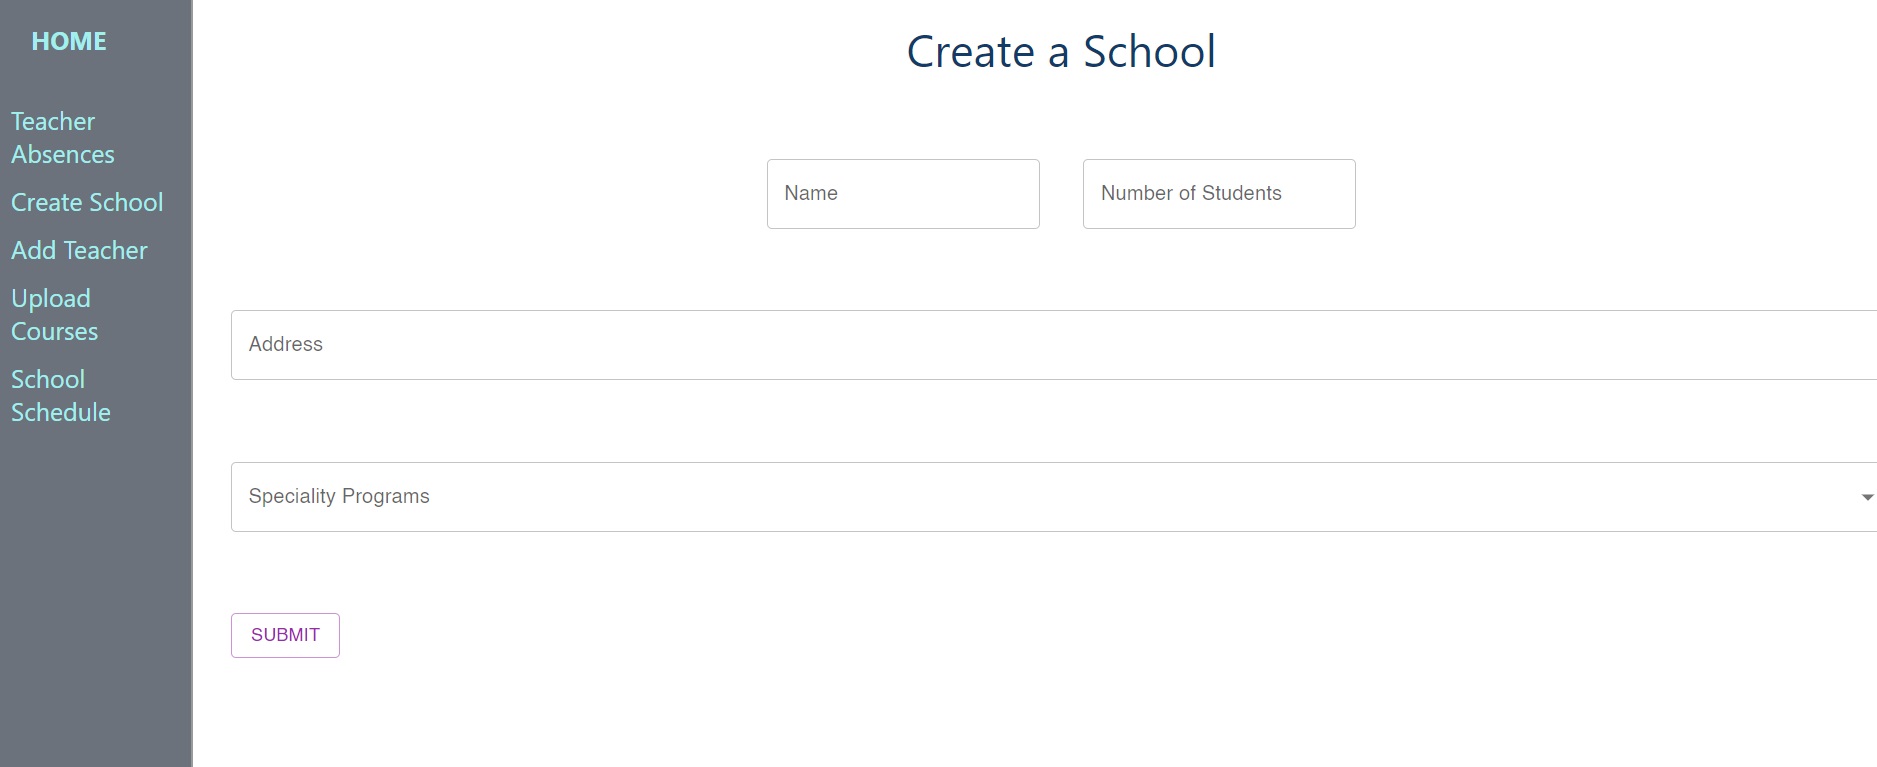 HOME
Teacher
Absences
Create School
Add Teacher
Upload
Courses
School
Schedule
Create a School
Name
Number of Students
Address
Speciality Programs
SUBMIT